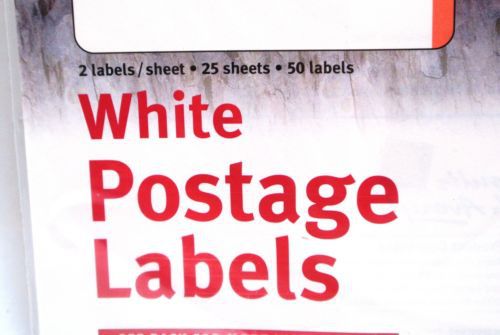 2 labels/sheet • 25 sheets • 50 labels
White
Postage
Labels